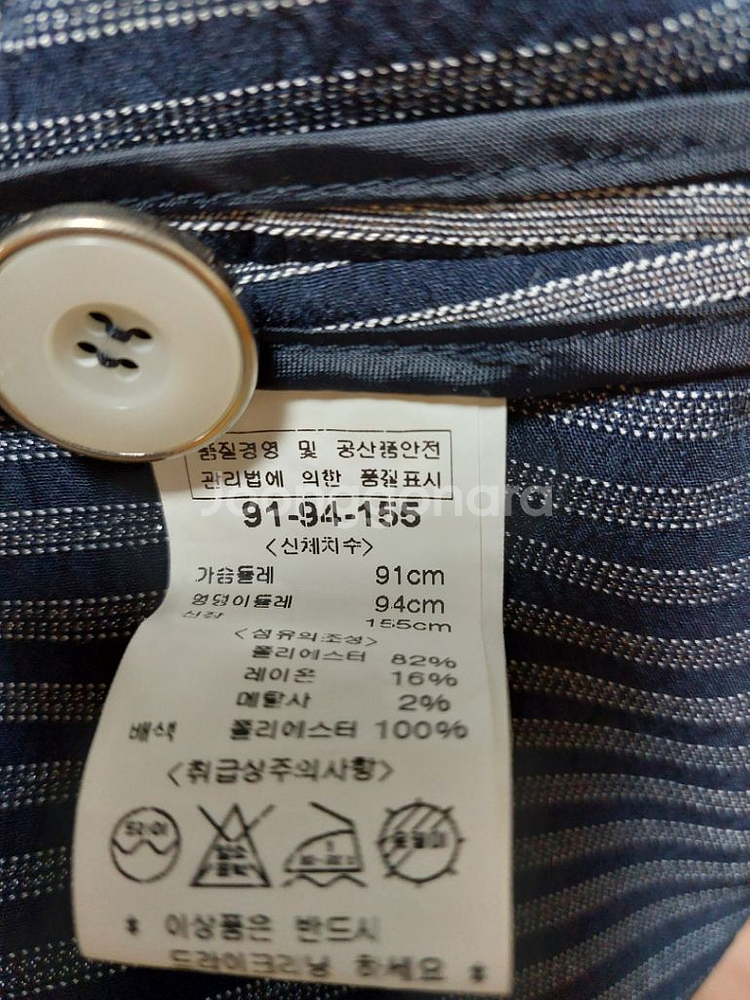 품질경영 및 공산품안전
관리법에 의한 품질표시
Joonggonara
91-94-155
<신체치수>
가슴둘레 91cm
엉덩이둘레 94cm
신장 155cm
<섬유의조성>
폴리에스터 82%
레이온 16%
메탈사 2%
배색 폴리에스터 100%
<취급상주의사항>
* 이상품은 반드시
드라이크리닝 하세요 *